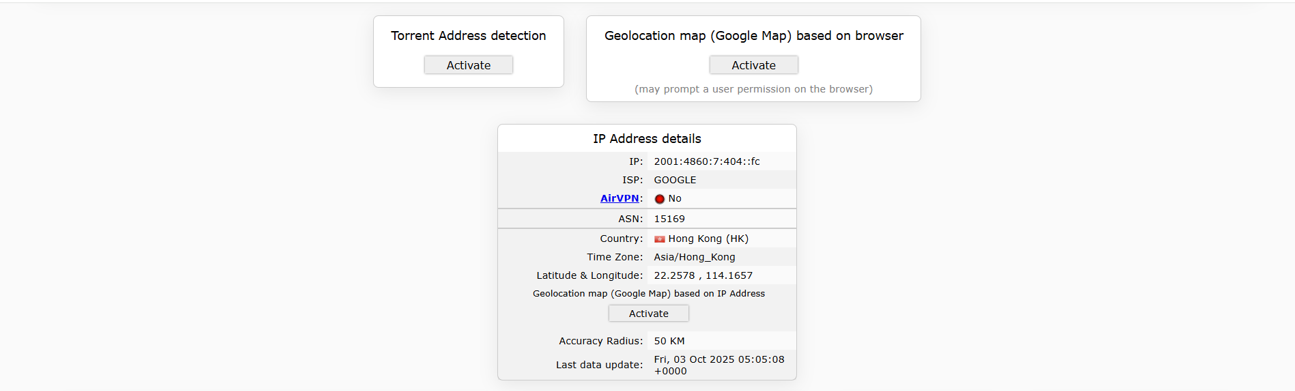 Torrent Address detection
Activate
Geolocation map (Google Map) based on browser
Activate
(may prompt a user permission on the browser)
IP Address details
IP: 2001:4860:7:404::fc
ISP: GOOGLE
AirVPN: No
ASN: 15169
Country: Hong Kong (HK)
Time Zone: Asia/Hong_Kong
Latitude & Longitude: 22.2578 , 114.1657
Geolocation map (Google Map) based on IP Address
Activate
Accuracy Radius: 50 KM
Last data update: Fri, 03 Oct 2025 05:05:08
+0000